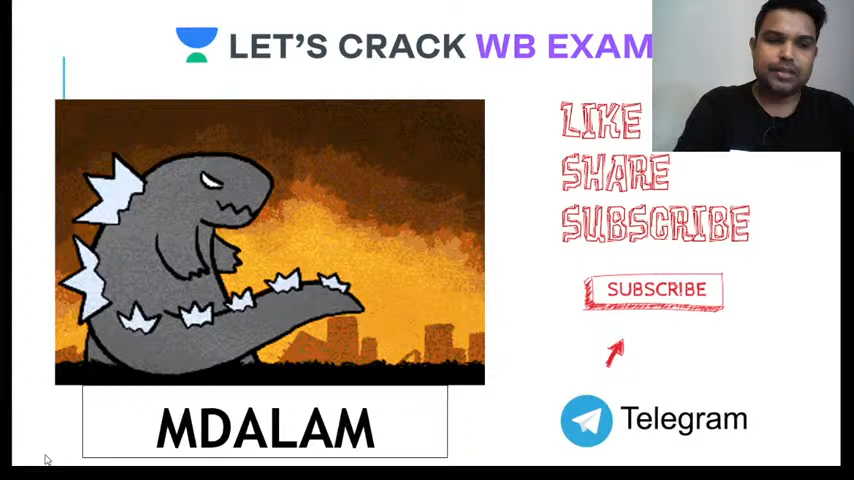 LET'S CRACK WB EXAM
LIKE
SHARE
SUBSCRIBE
SUBSCRIBE
Telegram
MDALAM